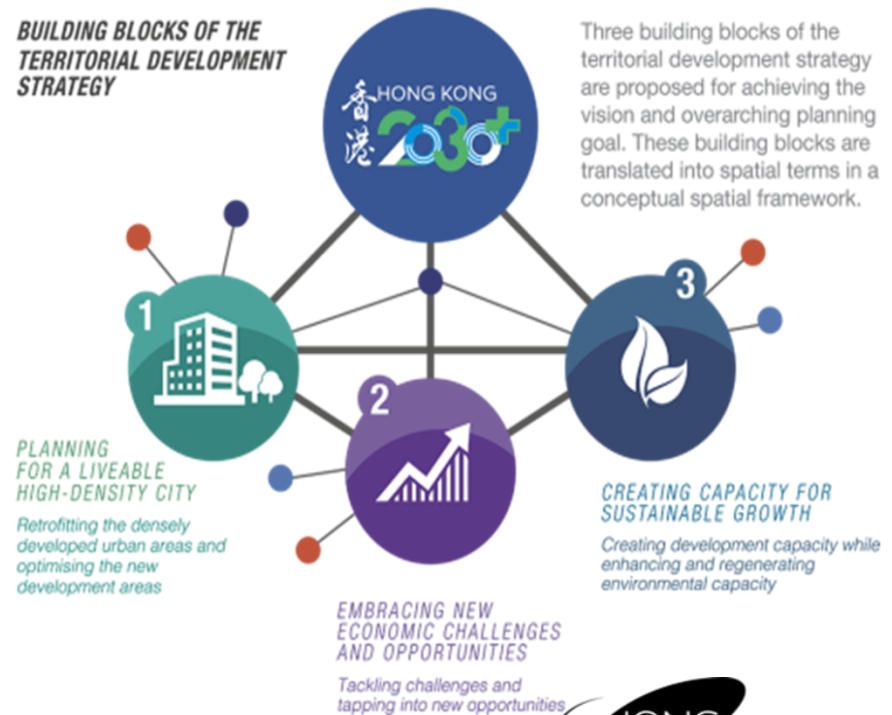 BUILDING BLOCKS OF THE
TERRITORIAL DEVELOPMENT
STRATEGY
香港
HONG KONG
2030+
Three building blocks of the
territorial development strategy
are proposed for achieving the
vision and overarching planning
goal. These building blocks are
translated into spatial terms in a
conceptual spatial framework.
1
2
3
PLANNING
FOR A LIVEABLE
HIGH-DENSITY CITY
Retrofitting the densely
developed urban areas and
optimising the new
development areas
EMBRACING NEW
ECONOMIC CHALLENGES
AND OPPORTUNITIES
Tackling challenges and
tapping into new opportunities
CREATING CAPACITY FOR
SUSTAINABLE GROWTH
Creating development capacity while
enhancing and regenerating
environmental capacity